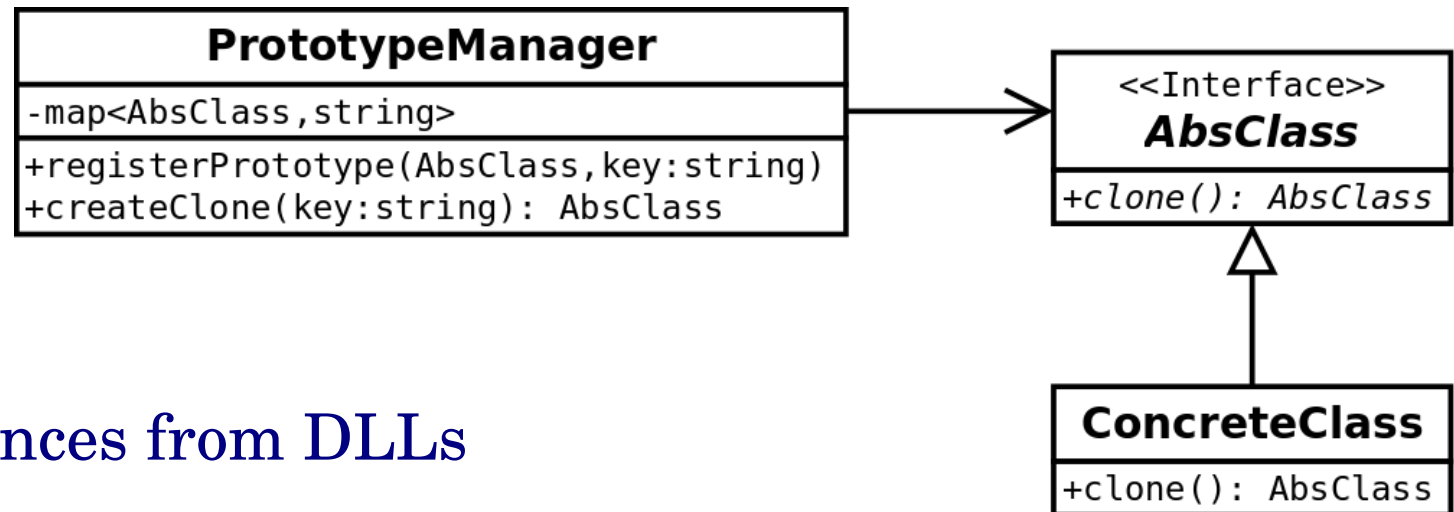 PrototypeManager
-map<AbsClass,string>
+registerPrototype(AbsClass,key:string)
+createClone(key:string): AbsClass
<<Interface>>
AbsClass
+clone(): AbsClass
ConcreteClass
+clone(): AbsClass
nces from DLLs